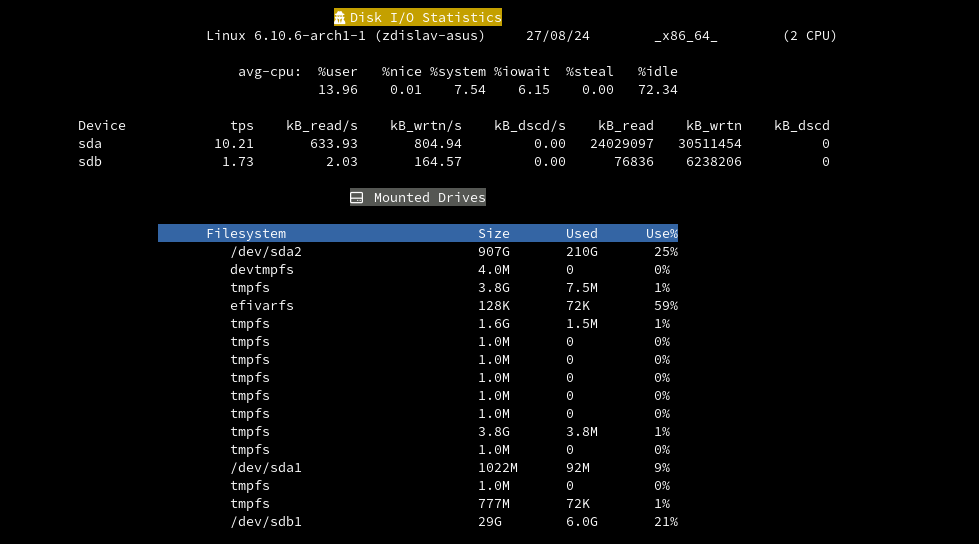 Disk I/O Statistics
Linux 6.10.6-arch1-1 (zdislav-asus) 27/08/24 _x86_64_ (2 CPU)
avg-cpu: %user %nice %system %iowait %steal %idle
13.96 0.01 7.54 6.15 0.00 72.34
Device tps kB_read/s kB_wrtn/s kB_dscd/s kB_read kB_wrtn kB_dscd
sda 10.21 633.93 804.94 0.00 24029097 30511454 0
sdb 1.73 2.03 164.57 0.00 76836 6238206 0
Mounted Drives
Filesystem Size Used Use%
/dev/sda2 907G 210G 25%
devtmpfs 4.0M 0 0%
tmpfs 3.8G 7.5M 1%
efivarfs 128K 72K 59%
tmpfs 1.6G 1.5M 1%
tmpfs 1.0M 0 0%
tmpfs 1.0M 0 0%
tmpfs 1.0M 0 0%
tmpfs 1.0M 0 0%
tmpfs 1.0M 0 0%
tmpfs 3.8G 3.8M 1%
tmpfs 1.0M 0 0%
/dev/sda1 1022M 92M 9%
tmpfs 1.0M 0 0%
tmpfs 777M 72K 1%
/dev/sdb1 29G 6.0G 21%